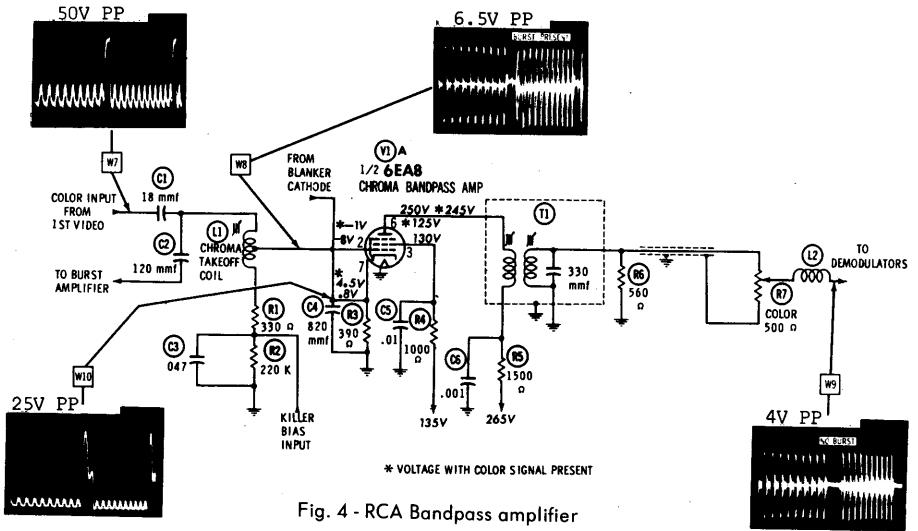 .50V PP
6.5V PP
BURST PRESENT
W7
W8
C1
18 mmf
COLOR INPUT
FROM
1ST VIDEO
FROM
BLANKER
CATHODE
V1 A
1/2 6EA8
CHROMA BANDPASS AMP
250V * 245V
6 * 125V
130V
* -1V
-8V
2
3
7
*
4.5V
.8V
T1
L1
CHROMA
TAKEOFF
COIL
C2
120 mmf
TO BURST
AMPLIFIER
330
mmf
R6
560
Ω
L2
TO
DEMODULATORS
R7
COLOR
500 Ω
R1
330 Ω
C4
820
mmf
R3
390
Ω
C5
.01
R4
1000
Ω
C3
047
R2
220 K
C6
.001
R5
1500
Ω
W10
W9
KILLER
BIAS
INPUT
135V
265V
25V PP
4V PP
NO BURST
* VOLTAGE WITH COLOR SIGNAL PRESENT
Fig. 4 - RCA Bandpass amplifier